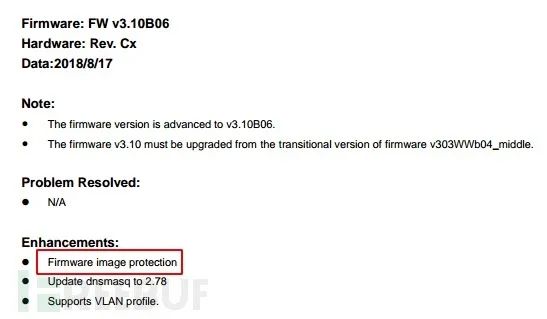 Firmware: FW v3.10B06
Hardware: Rev. Cx
Data:2018/8/17
Note:
● The firmware version is advanced to v3.10B06.
● The firmware v3.10 must be upgraded from the transitional version of firmware v303WWb04_middle.
Problem Resolved:
● N/A
Enhancements:
● Firmware image protection
● Update dnsmasq to 2.78
● Supports VLAN profile.
FREEBUF